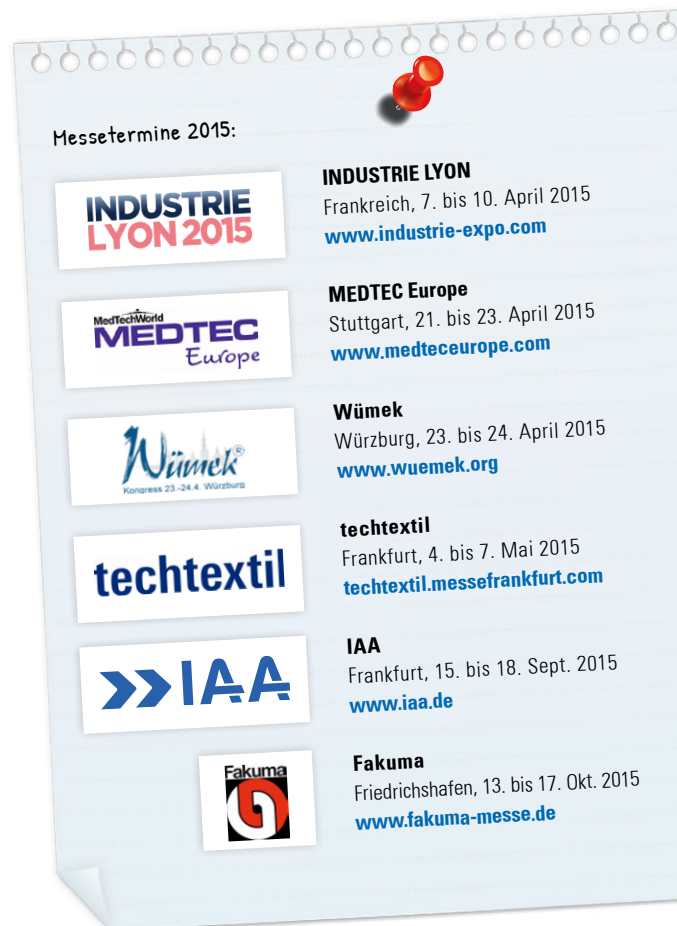 Messetermine 2015:
INDUSTRIE
LYON 2015
INDUSTRIE LYON
Frankreich, 7. bis 10. April 2015
www.industrie-expo.com
MedTechWorld
MEDTEC
Europe
MEDTEC Europe
Stuttgart, 21. bis 23. April 2015
www.medteceurope.com
Wümek
Kongress 23.-24.4. Würzburg
Wümek
Würzburg, 23. bis 24. April 2015
www.wuemek.org
techtextil
techtextil
Frankfurt, 4. bis 7. Mai 2015
techtextil.messefrankfurt.com
IAA
IAA
Frankfurt, 15. bis 18. Sept. 2015
www.iaa.de
Fakuma
Fakuma
Friedrichshafen, 13. bis 17. Okt. 2015
www.fakuma-messe.de